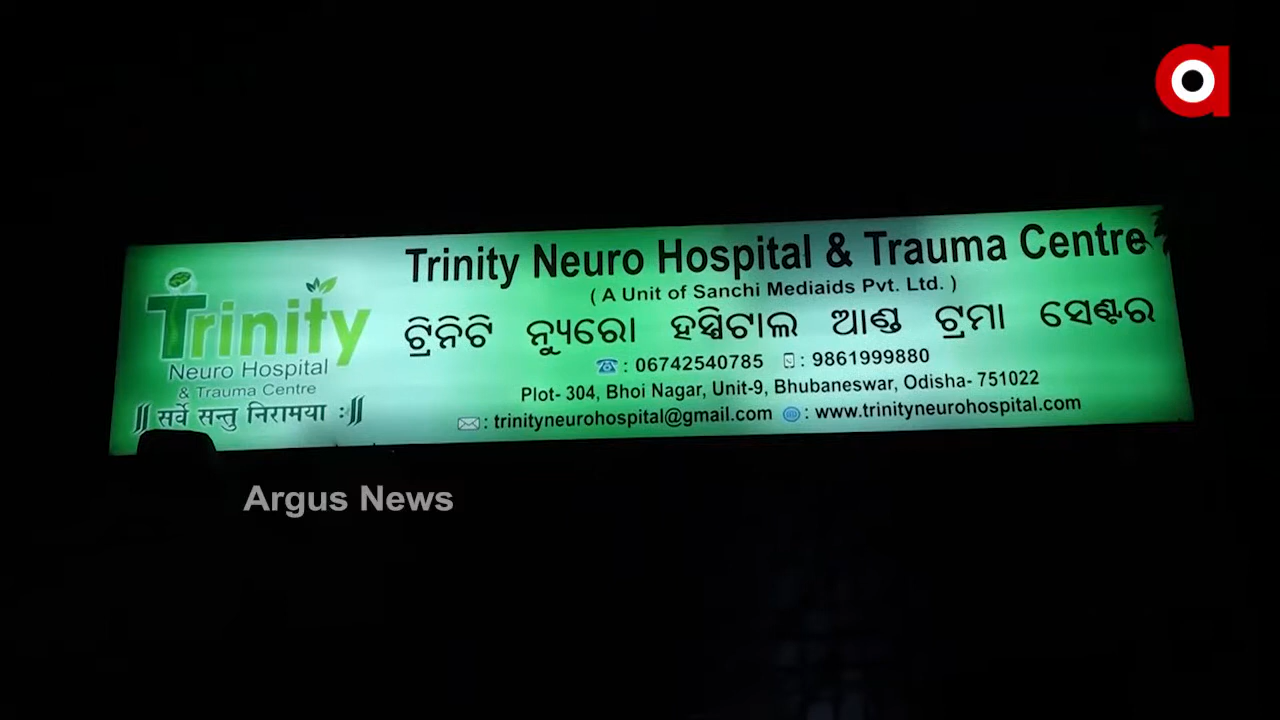 Trinity
Neuro Hospital
& Trauma Centre
॥ सर्वे सन्तु निरामया :॥
Trinity Neuro Hospital & Trauma Centre
( A Unit of Sanchi Mediaids Pvt. Ltd. )
ଟ୍ରିନିଟି ନ୍ୟୁରୋ ହସ୍ପିଟାଲ ଆଣ୍ଡ ଟ୍ରମା ସେଣ୍ଟର
: 06742540785 : 9861999880
Plot- 304, Bhoi Nagar, Unit-9, Bhubaneswar, Odisha- 751022
: trinityneurohospital@gmail.com : www.trinityneurohospital.com
Argus News